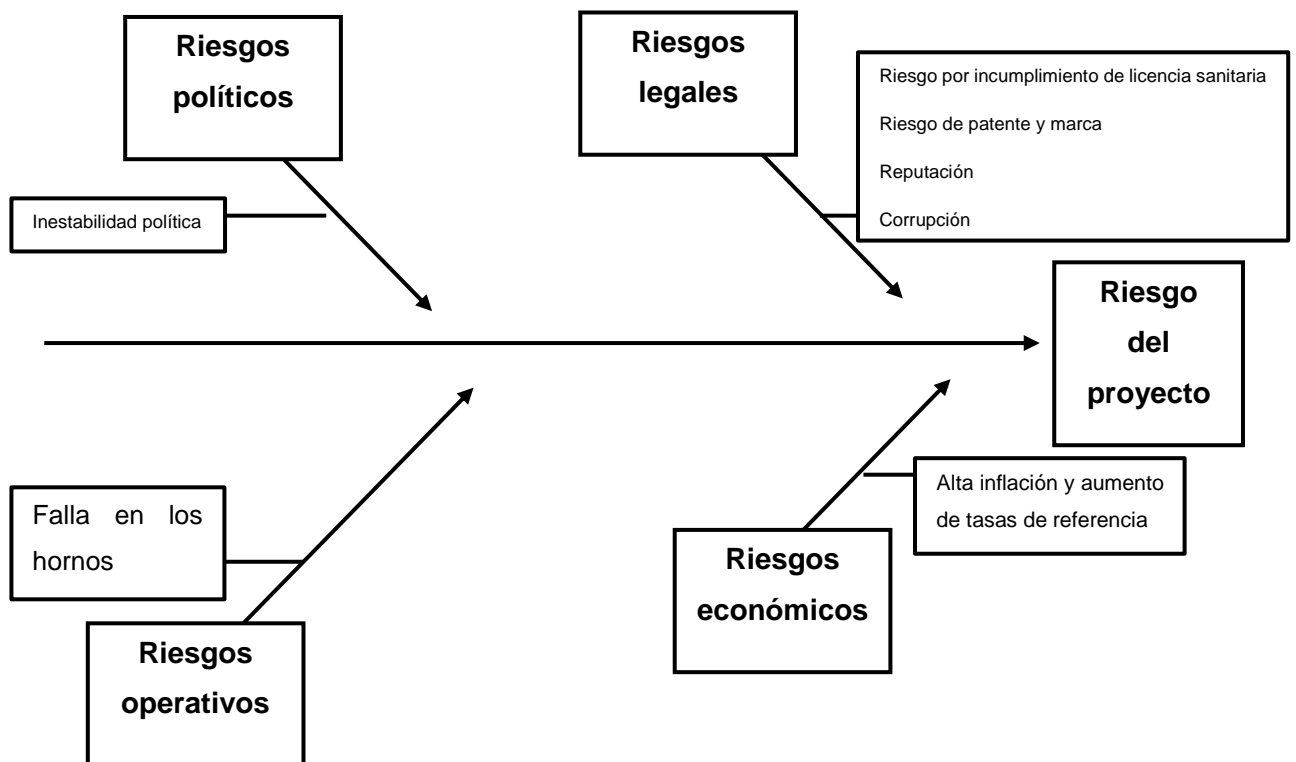 Riesgos
políticos
Riesgos
legales
Riesgo por incumplimiento de licencia sanitaria
Riesgo de patente y marca
Reputación
Corrupción
Inestabilidad política
Riesgo
del
proyecto
Falla en los
hornos
Alta inflación y aumento
de tasas de referencia
Riesgos
económicos
Riesgos
operativos